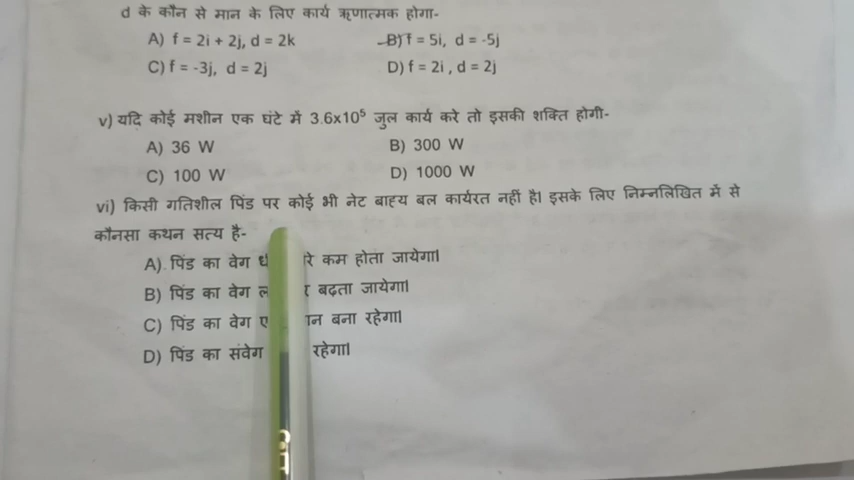 d के कौन से मान के लिए कार्य ऋणात्मक होगा-
A) f = 2i + 2j, d = 2k B) f = 5i, d = -5j
C) f = -3j, d = 2j D) f = 2i , d = 2j
v) यदि कोई मशीन एक घंटे में 3.6x10⁵ जुल कार्य करे तो इसकी शक्ति होगी-
A) 36 W B) 300 W
C) 100 W D) 1000 W
vi) किसी गतिशील पिंड पर कोई भी नेट बाह्य बल कार्यरत नहीं है। इसके लिए निम्नलिखित में से
कौनसा कथन सत्य है-
A). पिंड का वेग कम होता जायेगा।
B) पिंड का वेग बढ़ता जायेगा।
C) पिंड का वेग बना रहेगा।
D) पिंड का संवेग रहेगा।